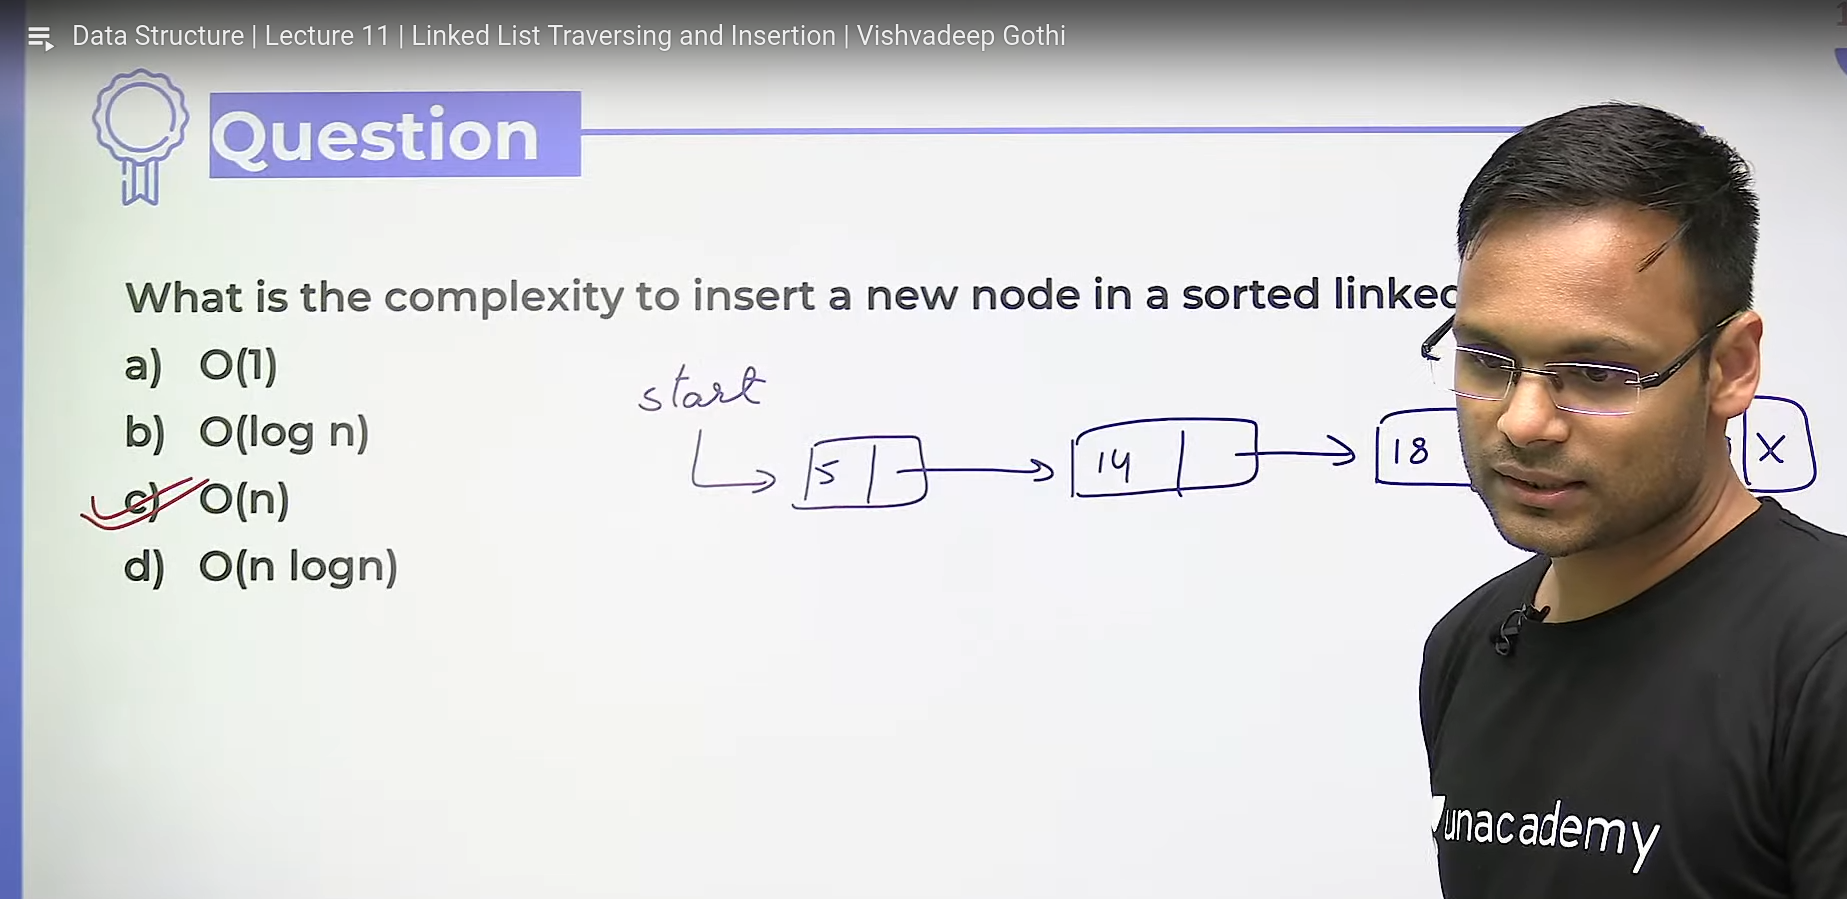 Data Structure | Lecture 11 | Linked List Traversing and Insertion | Vishvadeep Gothi
Question
What is the complexity to insert a new node in a sorted linked
a) O(1)
b) O(log n)
c) O(n)
d) O(n logn)
start
5 14 18 X
unacademy